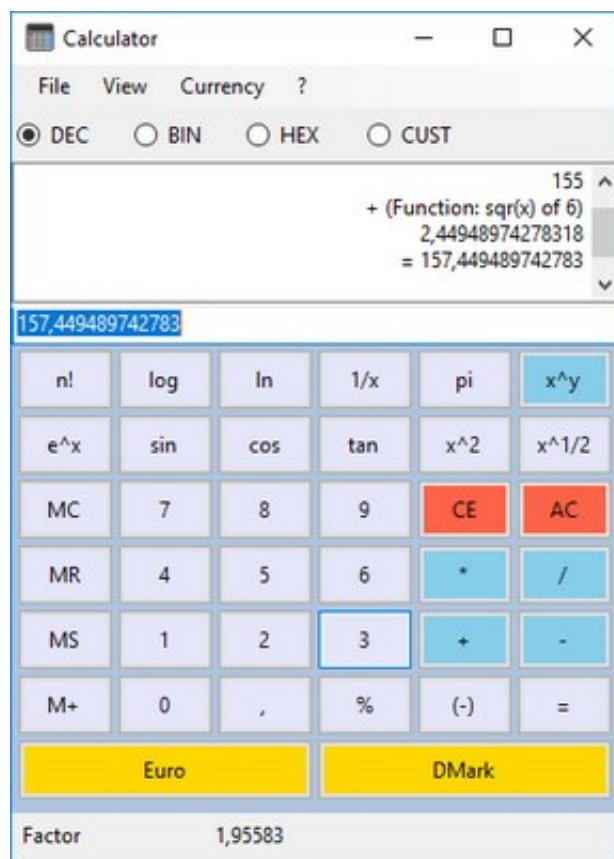 Calculator
File View Currency ?
DEC BIN HEX CUST
155
+ (Function: sqr(x) of 6)
2,44948974278318
= 157,449489742783
157,449489742783
n! log ln 1/x pi x^y
e^x sin cos tan x^2 x^1/2
MC 7 8 9 CE AC
MR 4 5 6 * /
MS 1 2 3 + -
M+ 0 , % (-) =
Euro DMark
Factor 1,95583